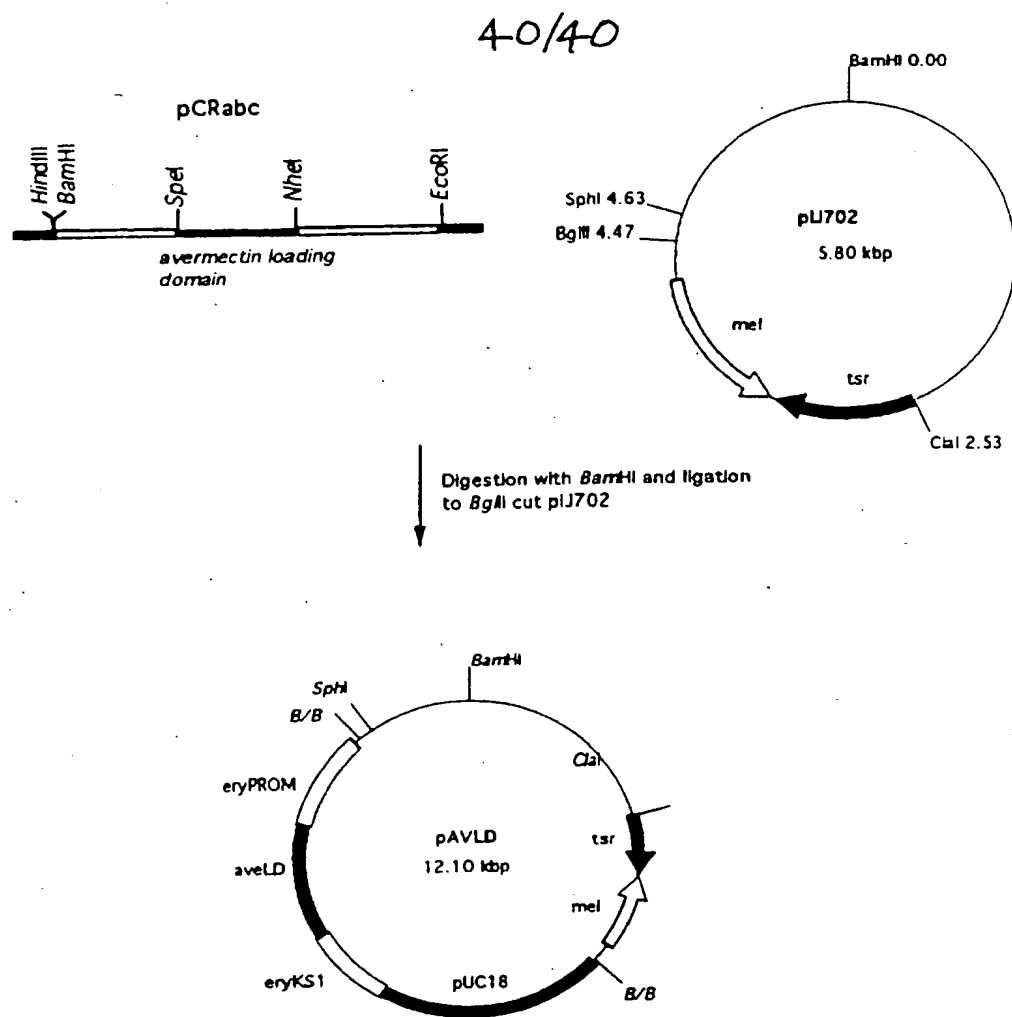 40/40
pCRabc
HindIII
BamHI
SpeI
NheI
EcoRI
avermectin loading
domain
BamHI 0.00
SphI 4.63
BglII 4.47
pIJ702
5.80 kbp
mel
tsr
ClaI 2.53
Digestion with BamHI and ligation
to BglII cut pIJ702
BamHI
SphI
B/B
ClaI
eryPROM
pAVLD
12.10 kbp
tsr
aveLD
mel
eryKS1
pUC18
B/B